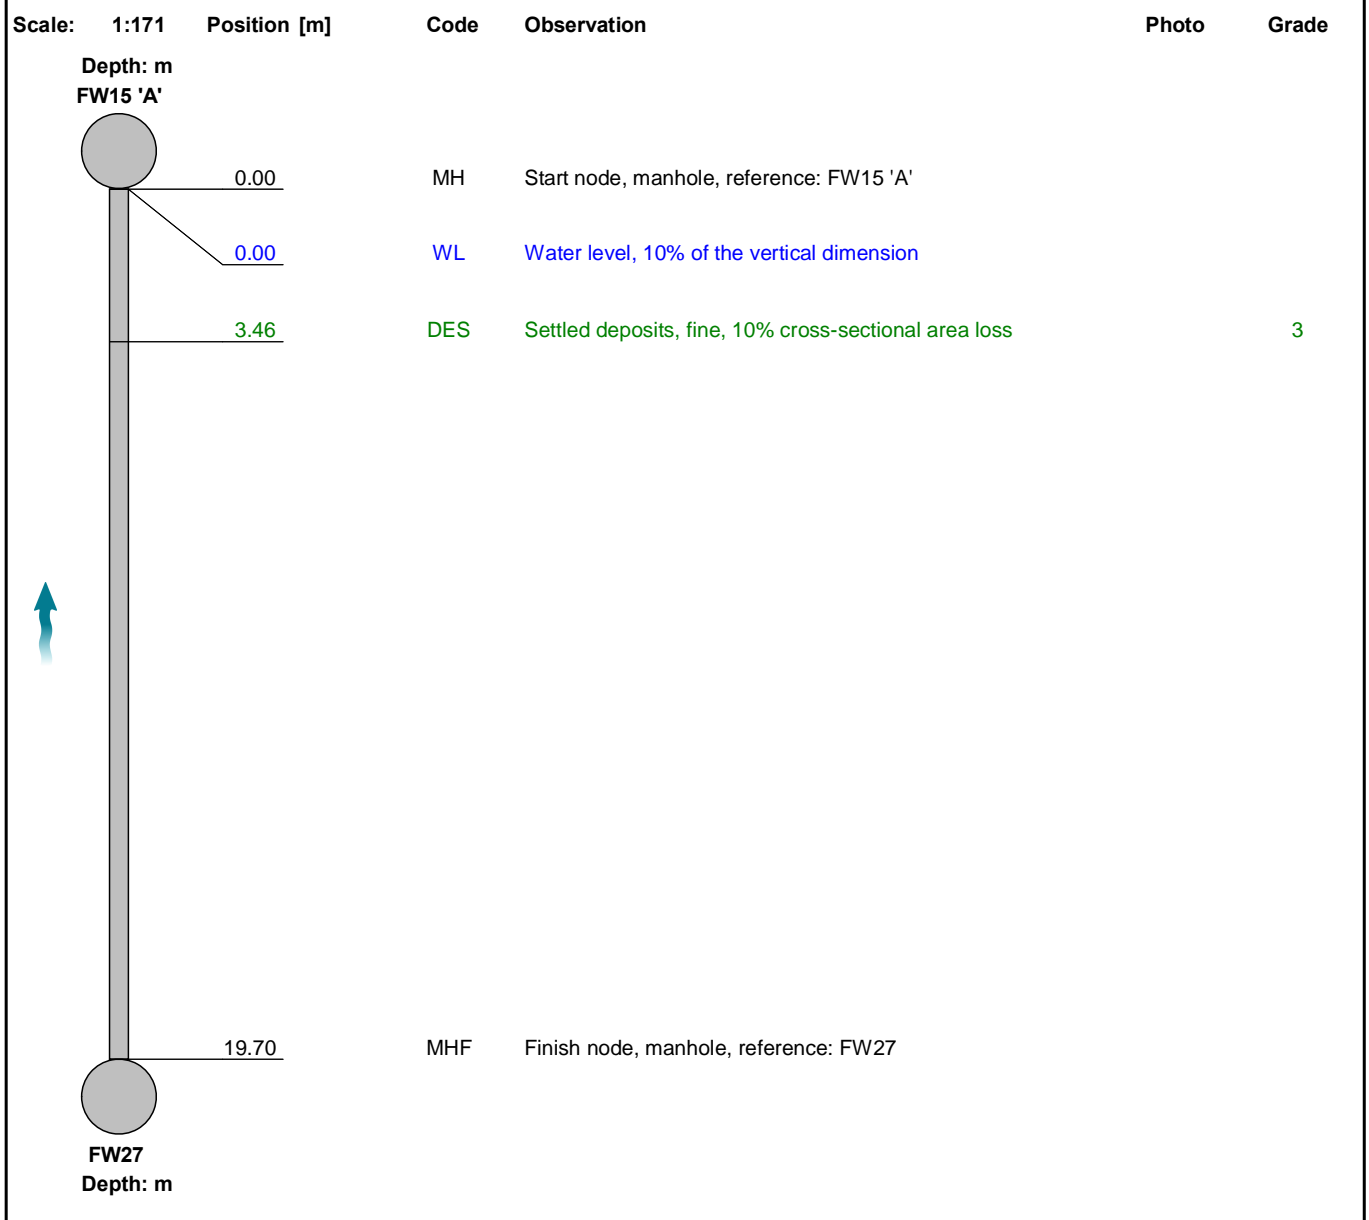 Scale: 1:171 Position [m] Code Observation Photo Grade
Depth: m
FW15 'A'
0.00 MH Start node, manhole, reference: FW15 'A'
0.00 WL Water level, 10% of the vertical dimension
3.46 DES Settled deposits, fine, 10% cross-sectional area loss 3
19.70 MHF Finish node, manhole, reference: FW27
FW27
Depth: m